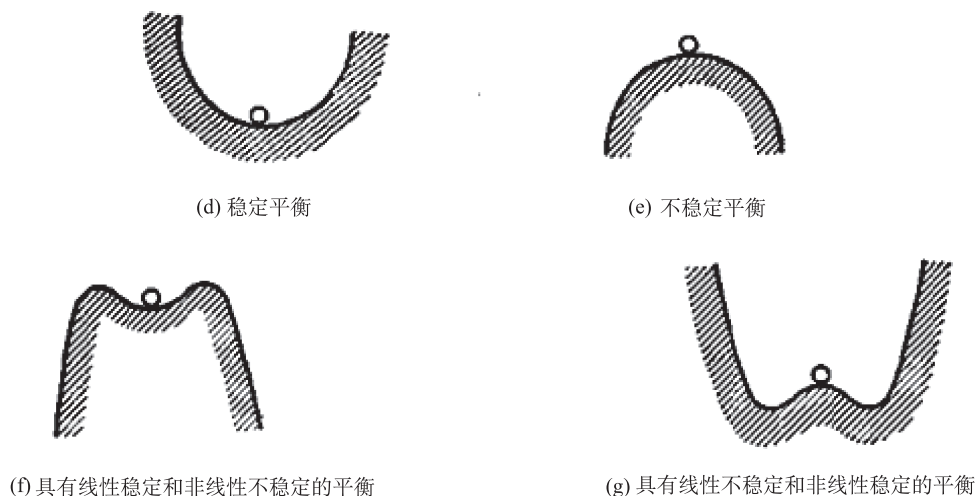 (d) 稳定平衡
(e) 不稳定平衡
(f) 具有线性稳定和非线性不稳定的平衡
(g) 具有线性不稳定和非线性稳定的平衡